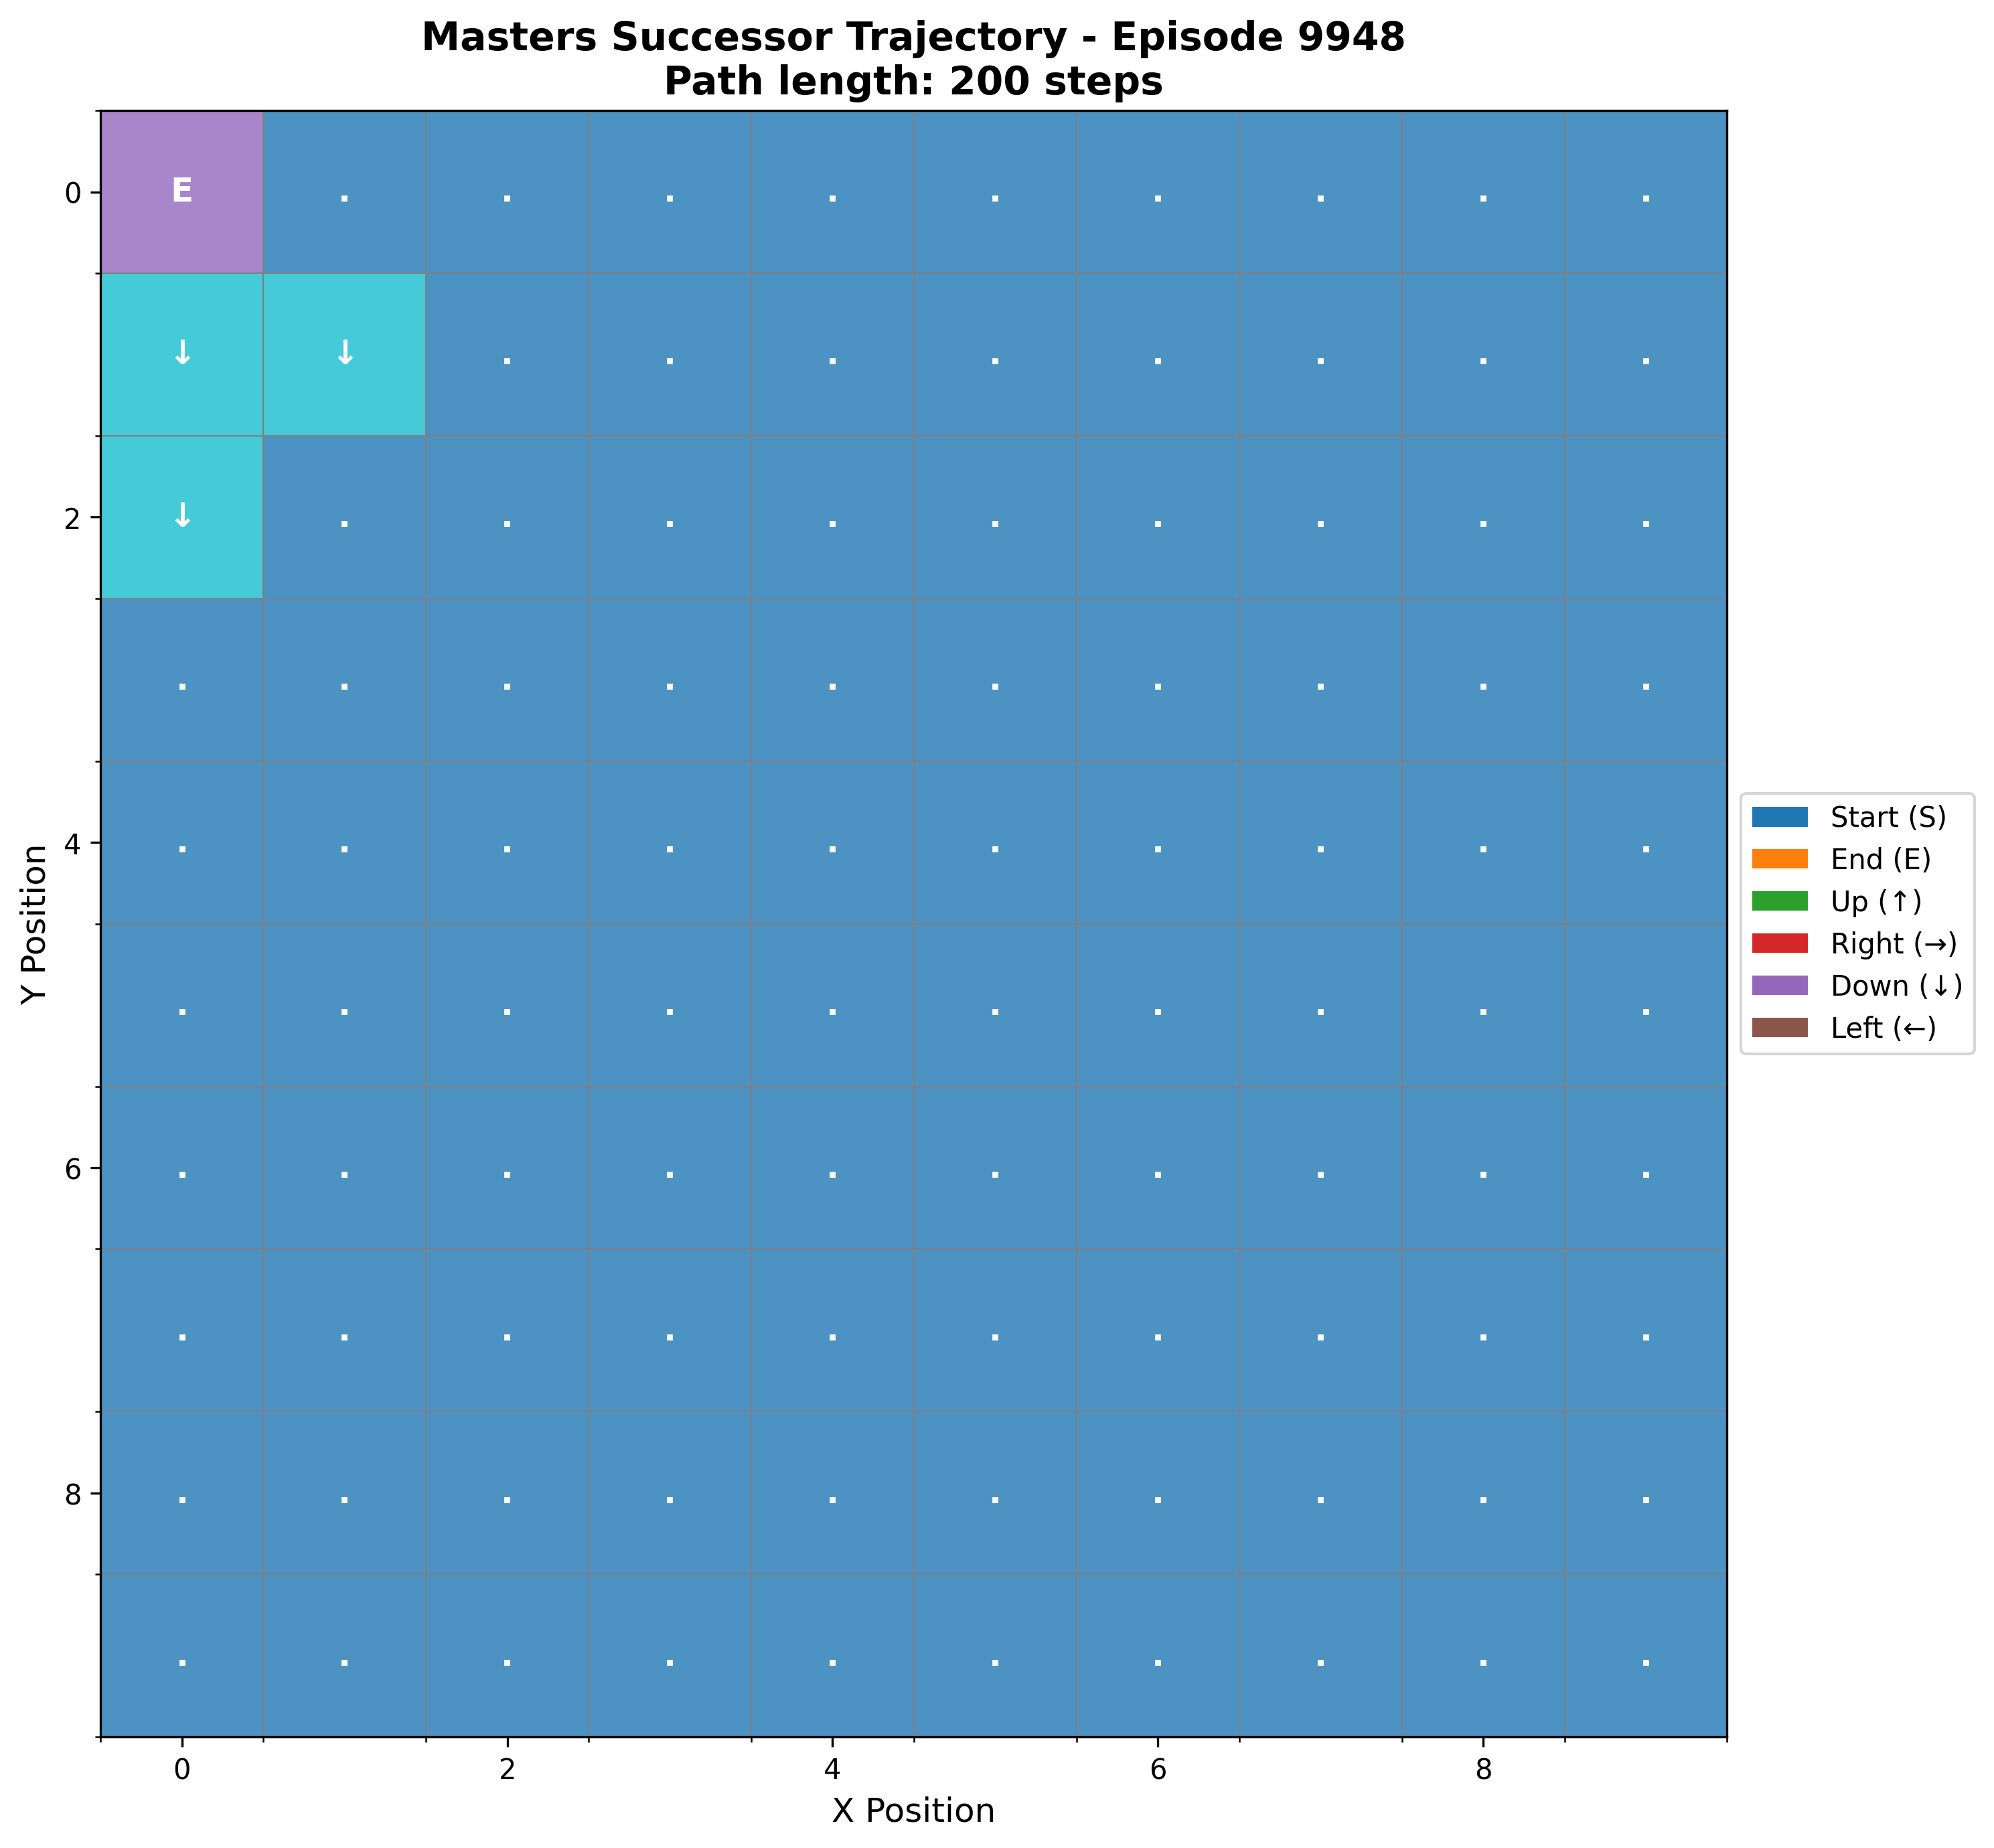 Masters Successor Trajectory - Episode 9948
Path length: 200 steps
0 E . . . . . . . . .
↓ ↓ . . . . . . . .
2 ↓ . . . . . . . . .
. . . . . . . . . .
4 . . . . . . . . . .
. . . . . . . . . .
6 . . . . . . . . . .
. . . . . . . . . .
8 . . . . . . . . . .
. . . . . . . . . .
0 2 4 6 8
X Position
Y Position
Start (S)
End (E)
Up (↑)
Right (→)
Down (↓)
Left (←)